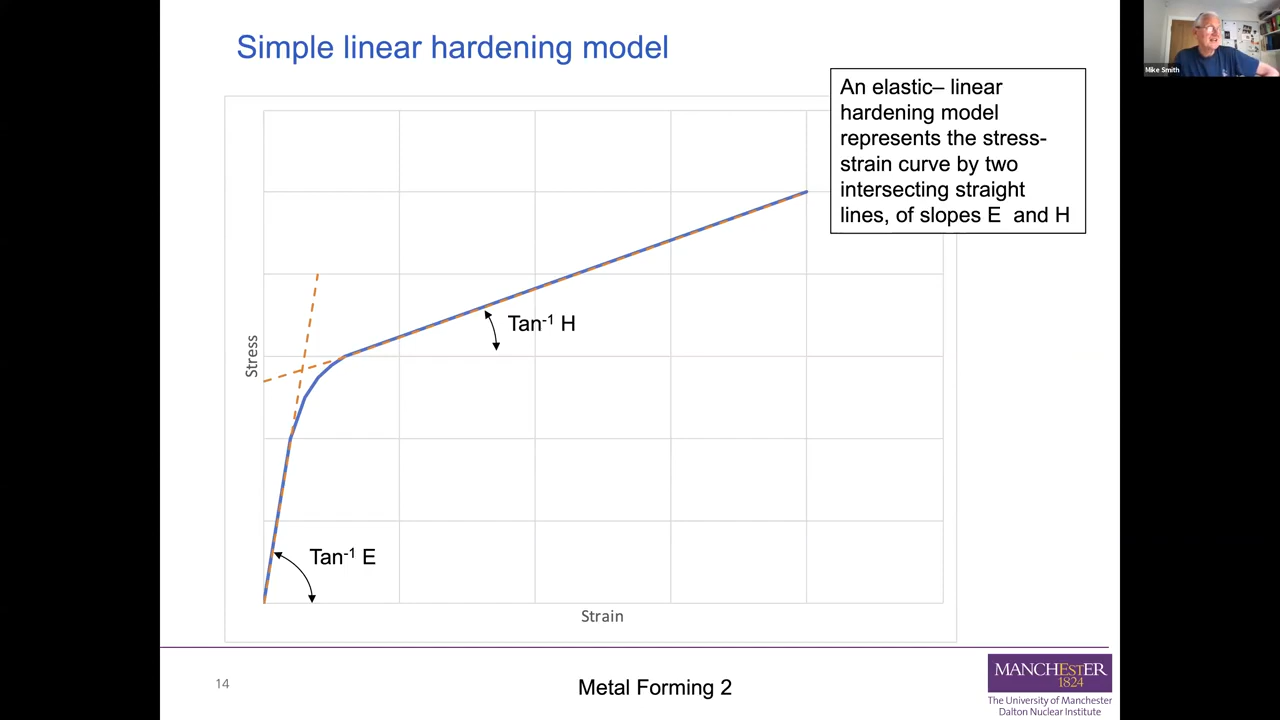 Simple linear hardening model
Mike Smith
An elastic– linear
hardening model
represents the stress-
strain curve by two
intersecting straight
lines, of slopes E and H
Tan-1 H
Stress
Tan-1 E
Strain
14
Metal Forming 2
MANCHESTER
1824
The University of Manchester
Dalton Nuclear Institute